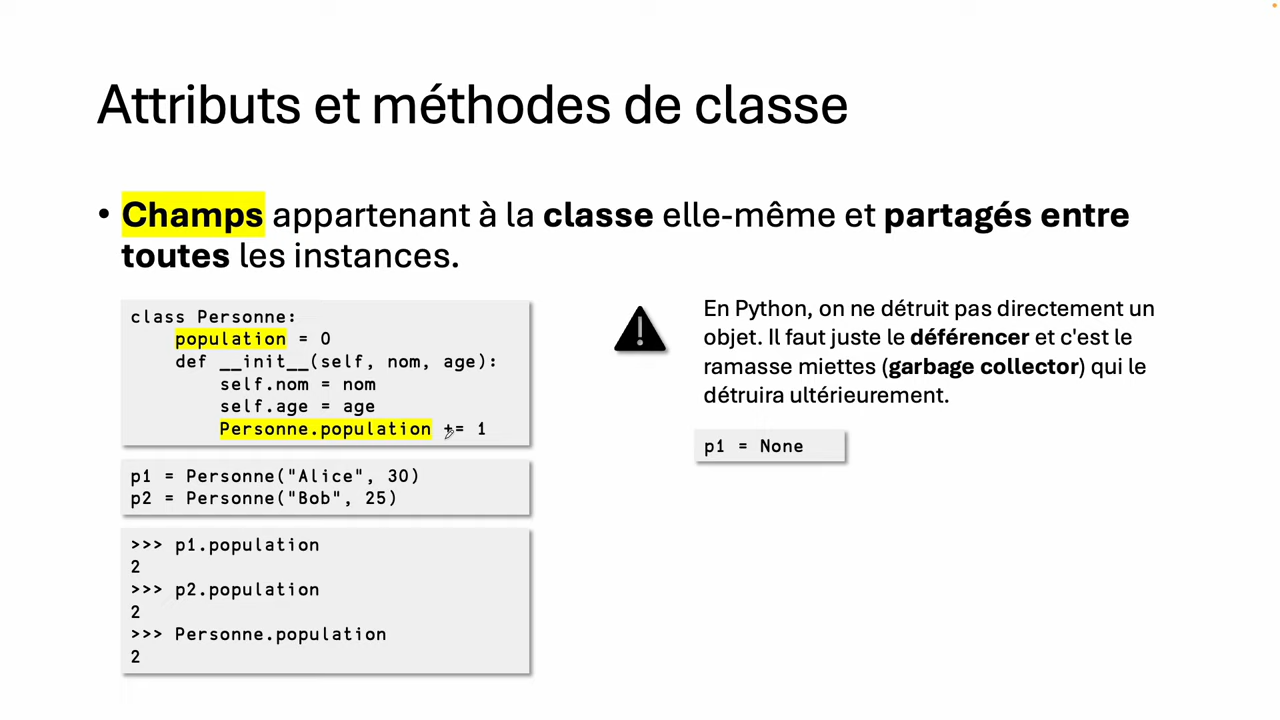 Attributs et méthodes de classe
• Champs appartenant à la classe elle-même et partagés entre
toutes les instances.
class Personne:
    population = 0
    def __init__(self, nom, age):
        self.nom = nom
        self.age = age
        Personne.population += 1
p1 = Personne("Alice", 30)
p2 = Personne("Bob", 25)
>>> p1.population
2
>>> p2.population
2
>>> Personne.population
2
En Python, on ne détruit pas directement un
objet. Il faut juste le déférencer et c'est le
ramasse miettes (garbage collector) qui le
détruira ultérieurement.
p1 = None